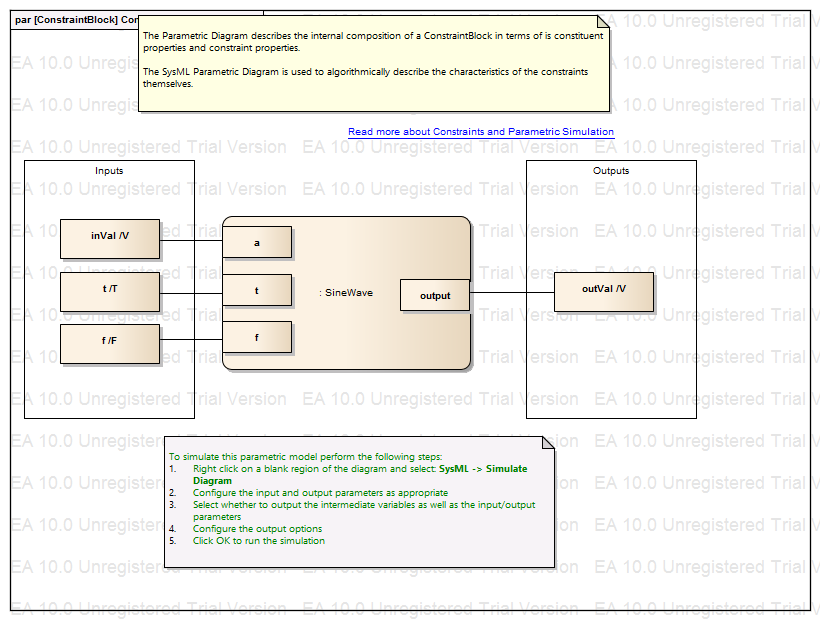 par [ConstraintBlock] Con
The Parametric Diagram describes the internal composition of a ConstraintBlock in terms of is constituent
properties and constraint properties.
The SysML Parametric Diagram is used to algorithmically describe the characteristics of the constraints
themselves.
Read more about Constraints and Parametric Simulation
Inputs
Outputs
inVal /V
a
t /T
t
: SineWave
output
outVal /V
f /F
f
To simulate this parametric model perform the following steps:
1. Right click on a blank region of the diagram and select: SysML -> Simulate
Diagram
2. Configure the input and output parameters as appropriate
3. Select whether to output the intermediate variables as well as the input/output
parameters
4. Configure the output options
5. Click OK to run the simulation
EA 10.0 Unregistered Trial Version